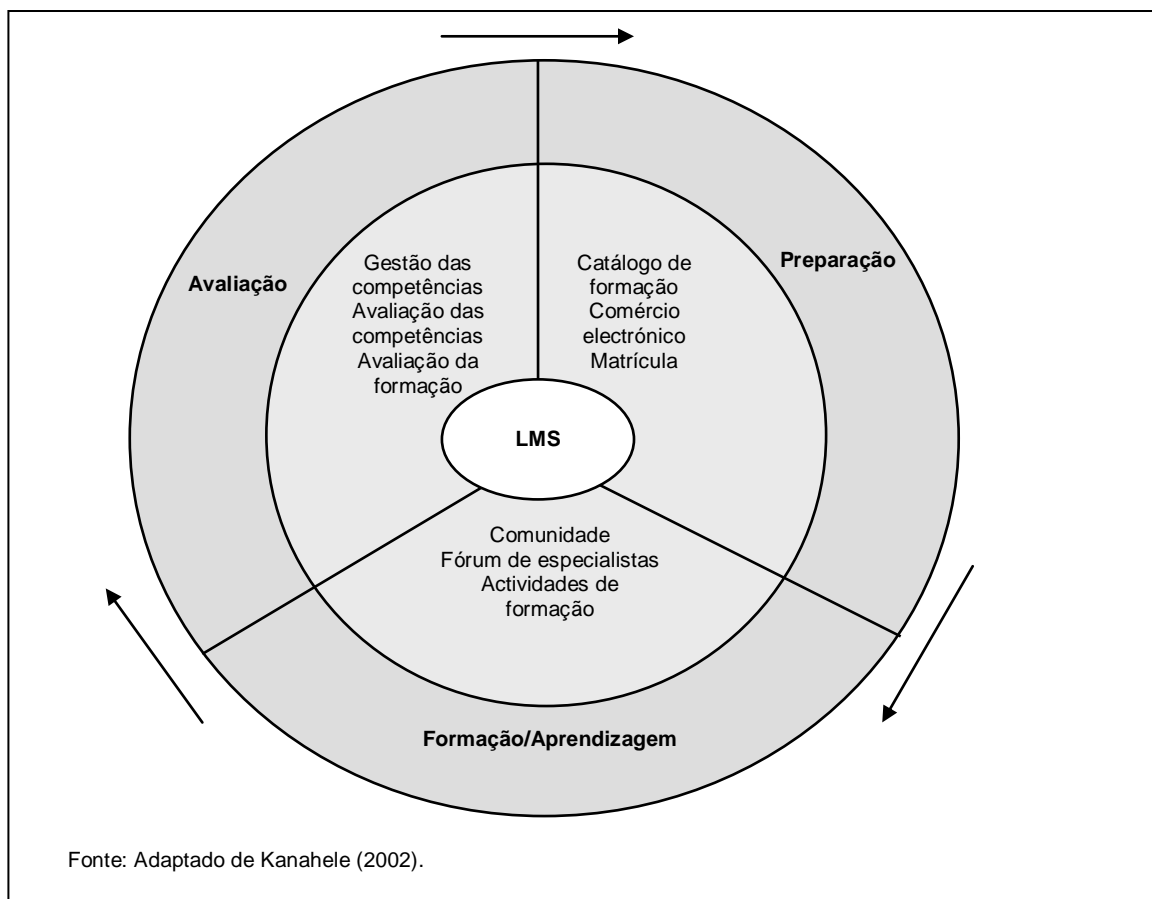 Avaliação
Gestão das
competências
Avaliação das
competências
Avaliação da
formação
Catálogo de
formação
Comércio
electrónico
Matrícula
Preparação
LMS
Comunidade
Fórum de especialistas
Actividades de
formação
Formação/Aprendizagem
Fonte: Adaptado de Kanahele (2002).